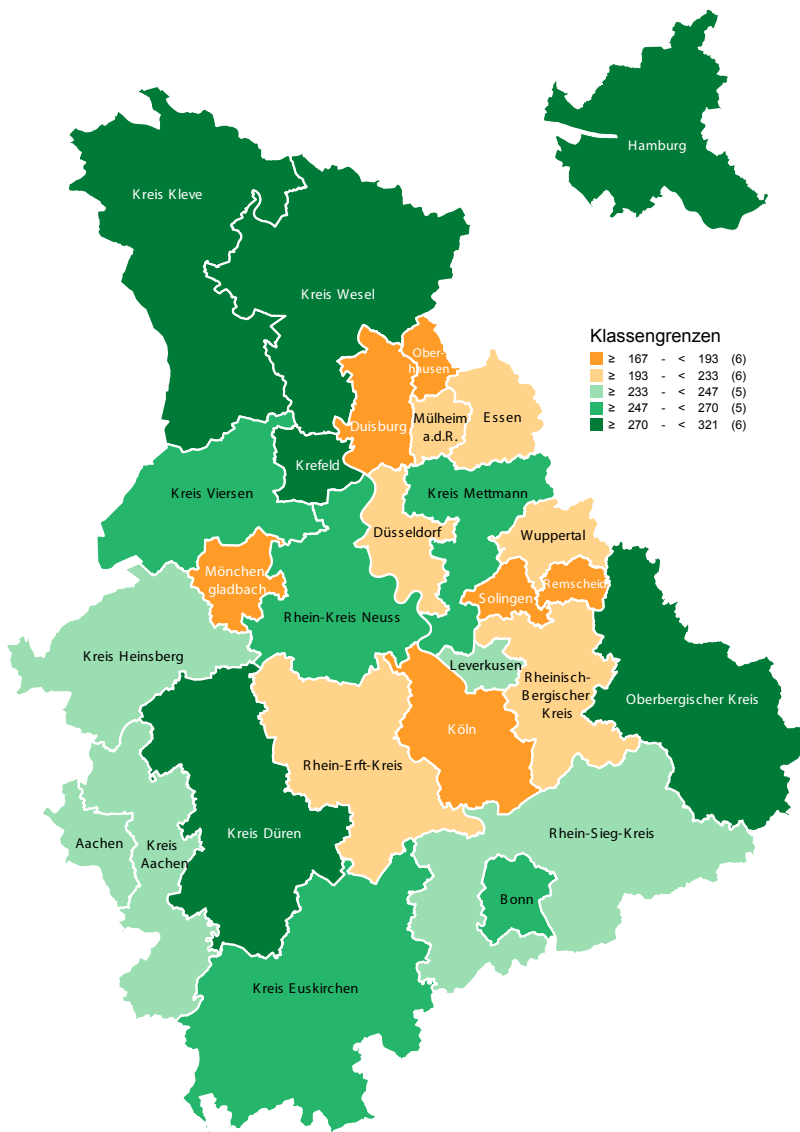 Hamburg
Kreis Kleve
Kreis Wesel
Klassengrenzen
≥ 167 - < 193 (6)
≥ 193 - < 233 (6)
≥ 233 - < 247 (5)
≥ 247 - < 270 (5)
≥ 270 - < 321 (6)
Ober-
hausen
Duisburg
Mülheim
a.d.R.
Essen
Krefeld
Kreis Viersen
Kreis Mettmann
Düsseldorf
Wuppertal
Mönchen
gladbach
Solingen
Remscheid
Rhein-Kreis Neuss
Kreis Heinsberg
Leverkusen
Rheinisch-
Bergischer
Kreis
Oberbergischer Kreis
Köln
Rhein-Erft-Kreis
Kreis Düren
Rhein-Sieg-Kreis
Aachen
Kreis
Aachen
Bonn
Kreis Euskirchen